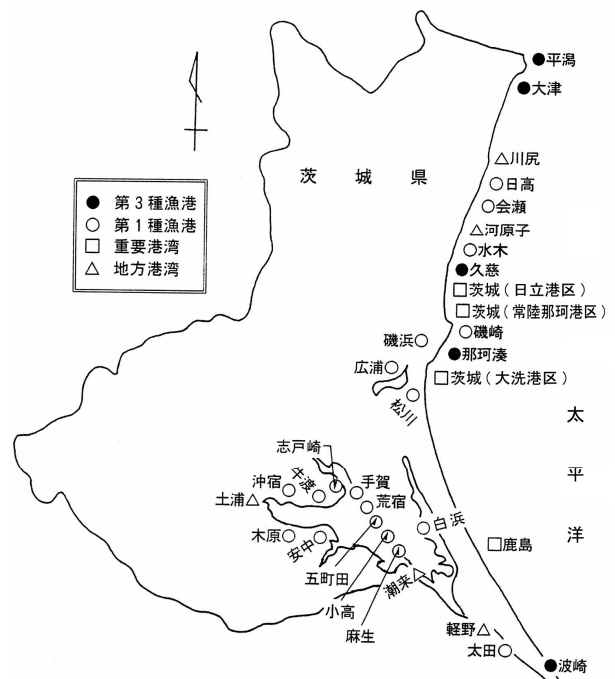 平潟
大津
川尻
茨城県
日高
第3種漁港
会瀬
第1種漁港
河原子
重要港湾
水木
地方港湾
久慈
茨城(日立港区)
茨城(常陸那珂港区)
磯崎
磯浜
那珂湊
広浦
茨城(大洗港区)
松川
太平洋
志戸崎
牛渡
沖宿
手賀
土浦
荒宿
白浜
木原
安中
鹿島
五町田
潮来
小高
麻生
軽野
太田
波崎